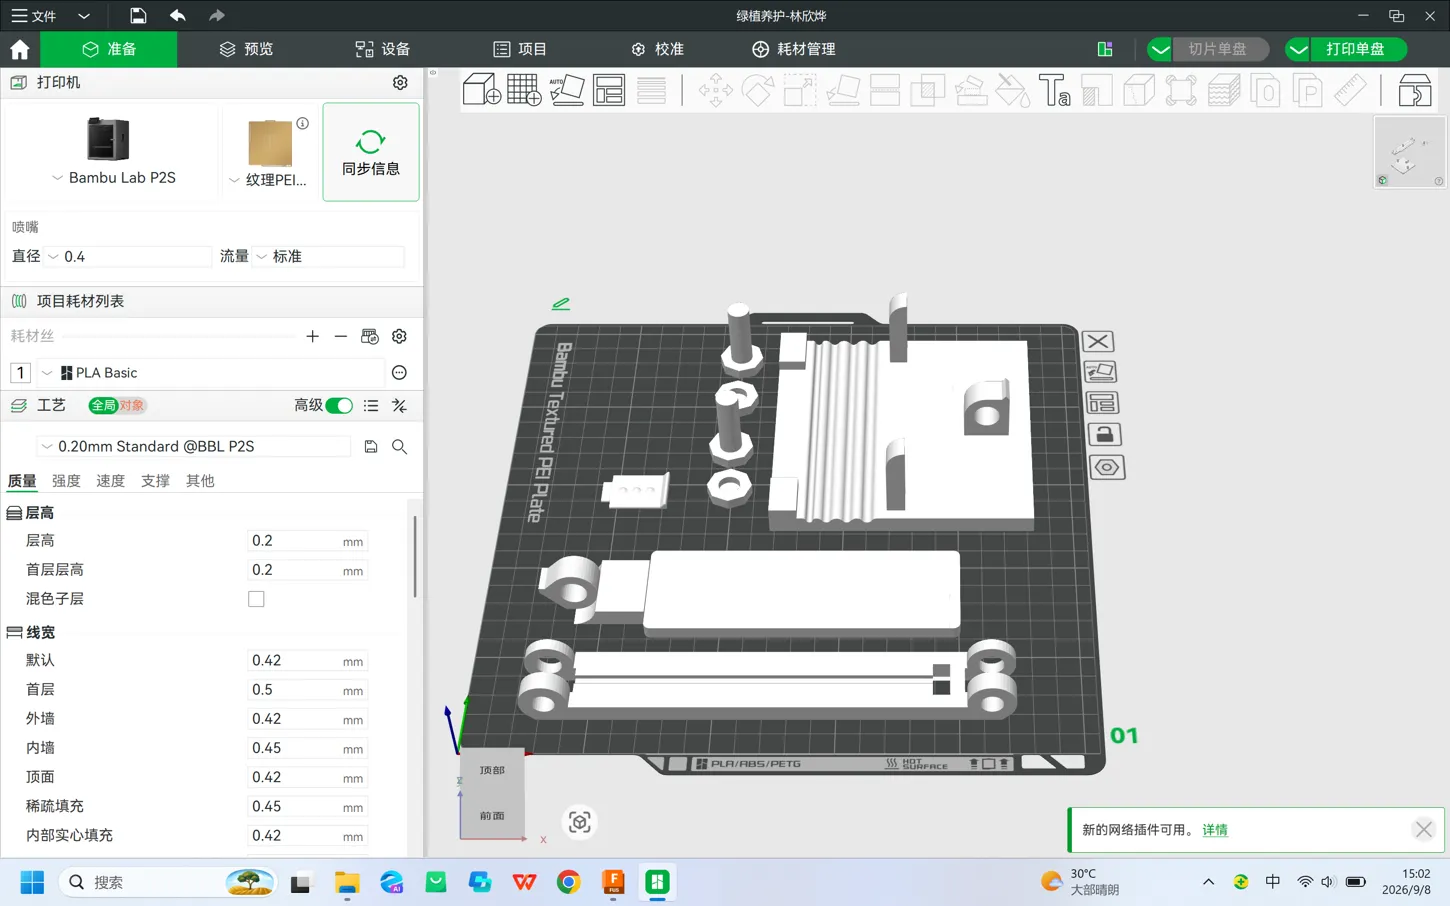 文件
绿植养护-林欣烨
准备
预览
设备
项目
校准
耗材管理
切片单盘
打印单盘
打印机
Bambu Lab P2S
纹理PEI...
同步信息
喷嘴
直径 0.4 流量 标准
项目耗材列表
耗材丝
1 PLA Basic
工艺 全局 对象 高级
0.20mm Standard @BBL P2S
质量 强度 速度 支撑 其他
层高
层高 0.2 mm
首层层高 0.2 mm
混色子层
线宽
默认 0.42 mm
首层 0.5 mm
外墙 0.42 mm
内墙 0.45 mm
顶面 0.42 mm
稀疏填充 0.45 mm
内部实心填充 0.42 mm
AUTO
Ta
Bambu Textured PEI Plate
01
PLA/ABS/PETG
HOT SURFACE
顶部
前面
Z
X
新的网络插件可用。 详情
搜索
30°C
大部晴朗
中
15:02
2026/9/8